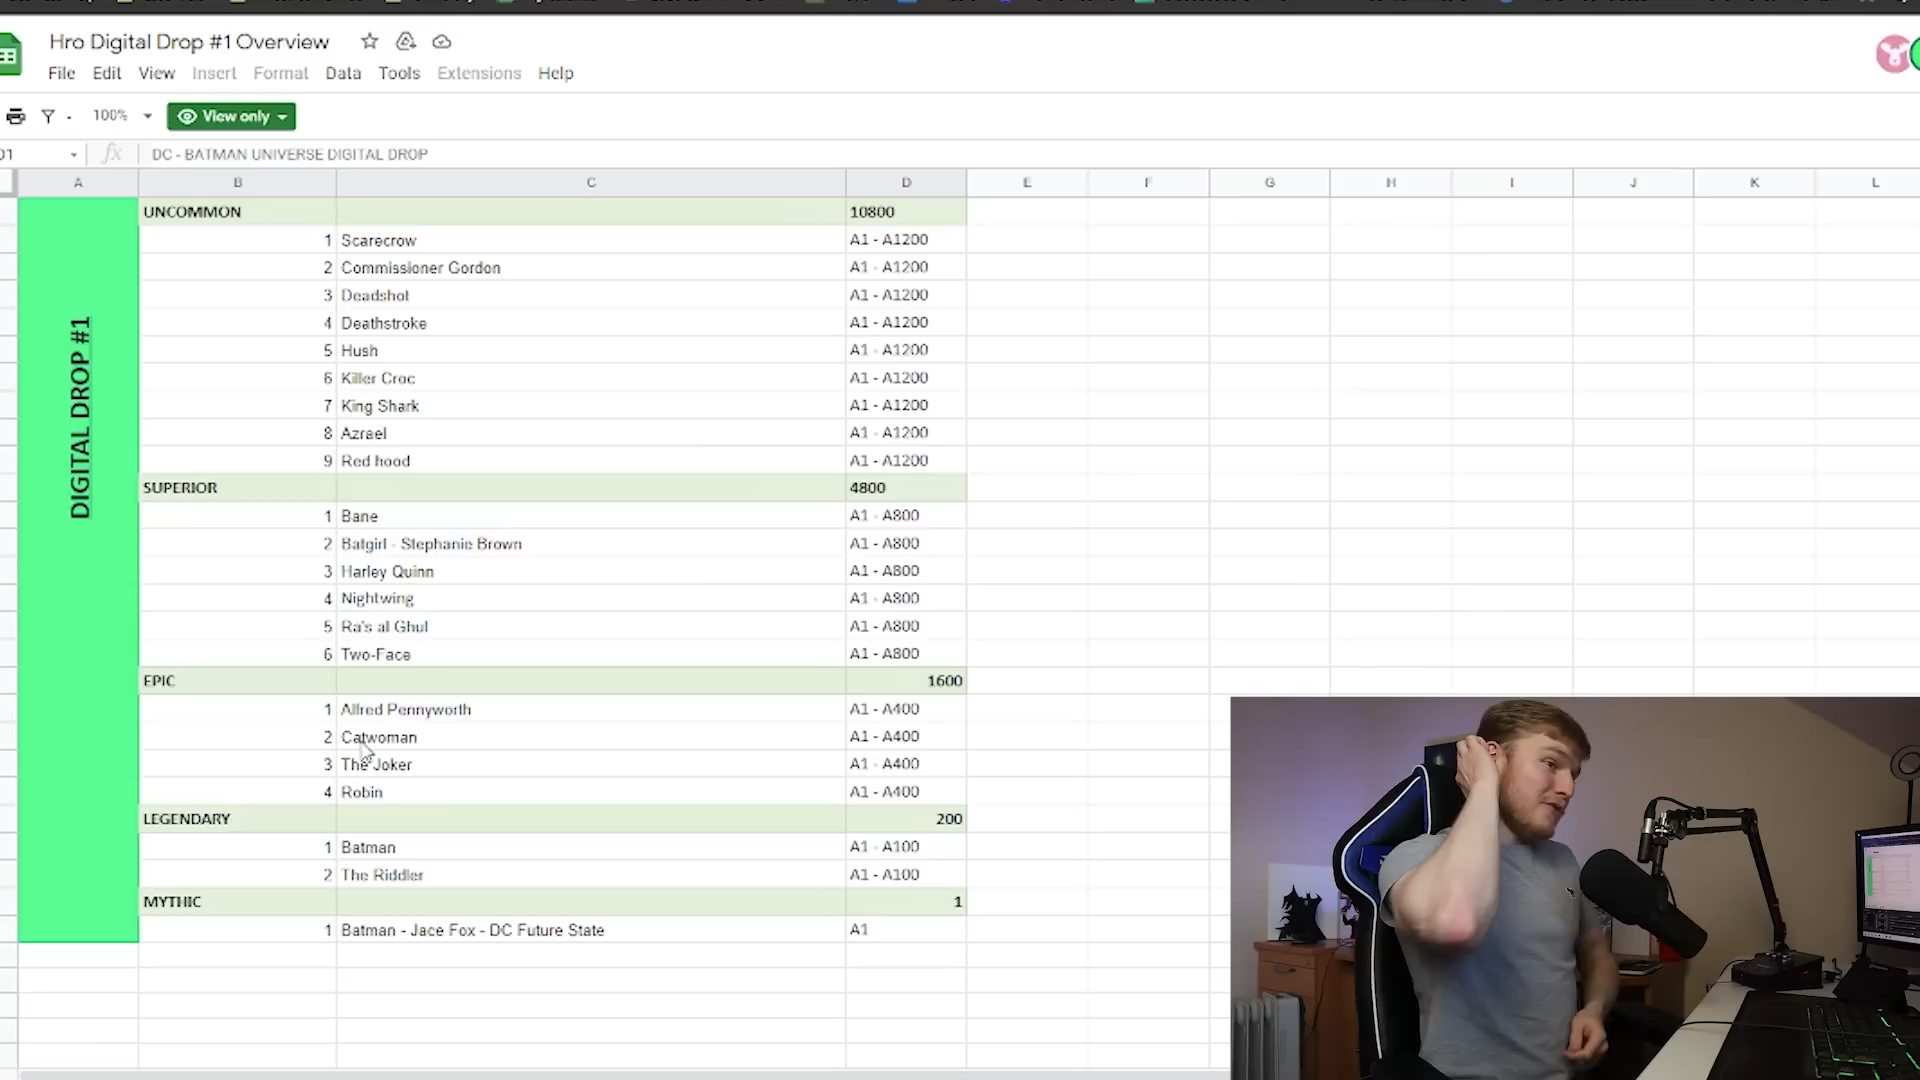 Hro Digital Drop #1 Overview
File Edit View Insert Format Data Tools Extensions Help
100% View only
fx DC - BATMAN UNIVERSE DIGITAL DROP
A B C D E F G H I J K L
DIGITAL DROP #1
UNCOMMON 10800
1 Scarecrow A1 - A1200
2 Commissioner Gordon A1 - A1200
3 Deadshot A1 - A1200
4 Deathstroke A1 - A1200
5 Hush A1 - A1200
6 Killer Croc A1 - A1200
7 King Shark A1 - A1200
8 Azrael A1 - A1200
9 Red hood A1 - A1200
SUPERIOR 4800
1 Bane A1 - A800
2 Batgirl - Stephanie Brown A1 - A800
3 Harley Quinn A1 - A800
4 Nightwing A1 - A800
5 Ra's al Ghul A1 - A800
6 Two-Face A1 - A800
EPIC 1600
1 Alfred Pennyworth A1 - A400
2 Catwoman A1 - A400
3 The Joker A1 - A400
4 Robin A1 - A400
LEGENDARY 200
1 Batman A1 - A100
2 The Riddler A1 - A100
MYTHIC 1
1 Batman - Jace Fox - DC Future State A1